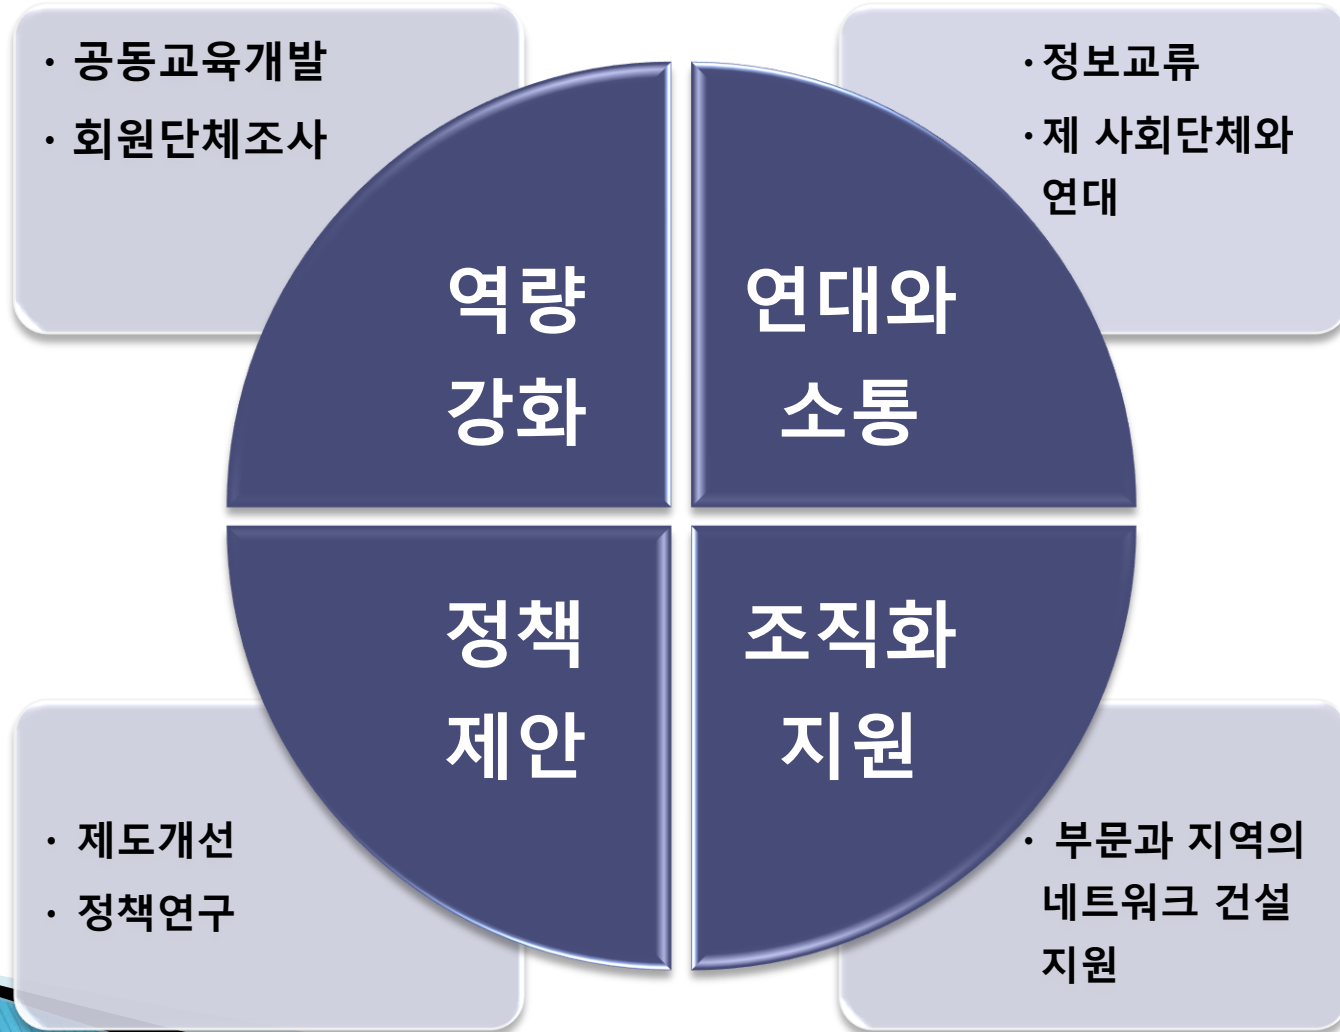 · 공동교육개발
· 회원단체조사
· 정보교류
· 제 사회단체와
연대
역량
강화
연대와
소통
정책
제안
조직화
지원
· 제도개선
· 정책연구
· 부문과 지역의
네트워크 건설
지원